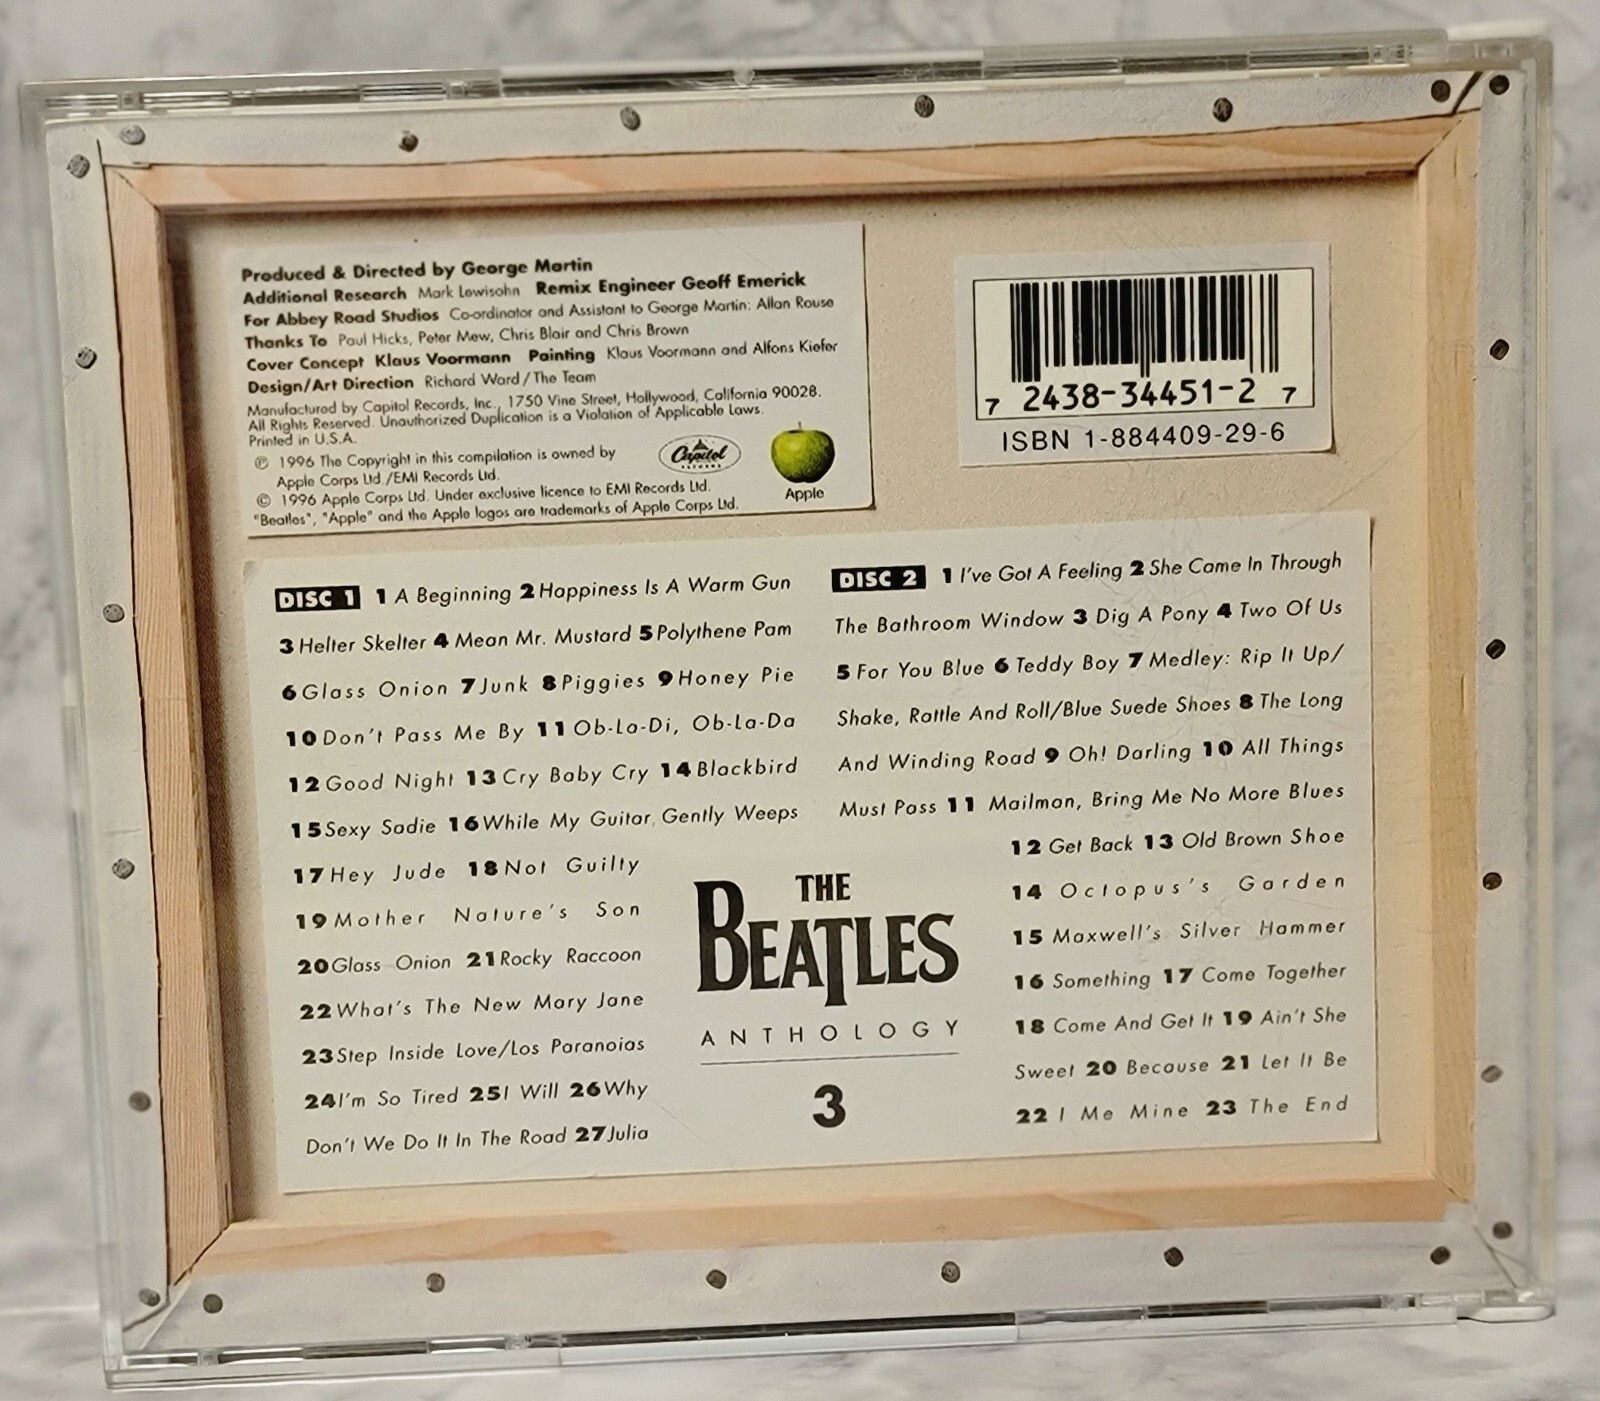 Produced & Directed by George Martin
Additional Research Mark Lewisohn Remix Engineer Geoff Emerick
For Abbey Road Studios Co-ordinator and Assistant to George Martin: Allan Rouse
Thanks To Paul Hicks, Peter Mew, Chris Blair and Chris Brown
Cover Concept Klaus Voormann Painting Klaus Voormann and Alfons Kiefer
Design/Art Direction Richard Ward/The Team
Manufactured by Capitol Records, Inc., 1750 Vine Street, Hollywood, California 90028.
All Rights Reserved. Unauthorized Duplication is a Violation of Applicable Laws.
Printed in U.S.A.
℗ 1996 The Copyright in this compilation is owned by
Apple Corps Ltd./EMI Records Ltd.
© 1996 Apple Corps Ltd. Under exclusive licence to EMI Records Ltd.
"Beatles", "Apple" and the Apple logos are trademarks of Apple Corps Ltd.
Capitol
RECORDS
Apple
7 2438-34451-2 7
ISBN 1-884409-29-6
DISC 1 1 A Beginning 2 Happiness Is A Warm Gun
3 Helter Skelter 4 Mean Mr. Mustard 5 Polythene Pam
6 Glass Onion 7 Junk 8 Piggies 9 Honey Pie
10 Don't Pass Me By 11 Ob-La-Di, Ob-La-Da
12 Good Night 13 Cry Baby Cry 14 Blackbird
15 Sexy Sadie 16 While My Guitar Gently Weeps
17 Hey Jude 18 Not Guilty
19 Mother Nature's Son
20 Glass Onion 21 Rocky Raccoon
22 What's The New Mary Jane
23 Step Inside Love/Los Paranoias
24 I'm So Tired 25 I Will 26 Why
Don't We Do It In The Road 27 Julia
DISC 2 1 I've Got A Feeling 2 She Came In Through
The Bathroom Window 3 Dig A Pony 4 Two Of Us
5 For You Blue 6 Teddy Boy 7 Medley: Rip It Up/
Shake, Rattle And Roll/Blue Suede Shoes 8 The Long
And Winding Road 9 Oh! Darling 10 All Things
Must Pass 11 Mailman, Bring Me No More Blues
12 Get Back 13 Old Brown Shoe
14 Octopus's Garden
15 Maxwell's Silver Hammer
16 Something 17 Come Together
18 Come And Get It 19 Ain't She
Sweet 20 Because 21 Let It Be
22 I Me Mine 23 The End
THE
BEATLES
ANTHOLOGY
3